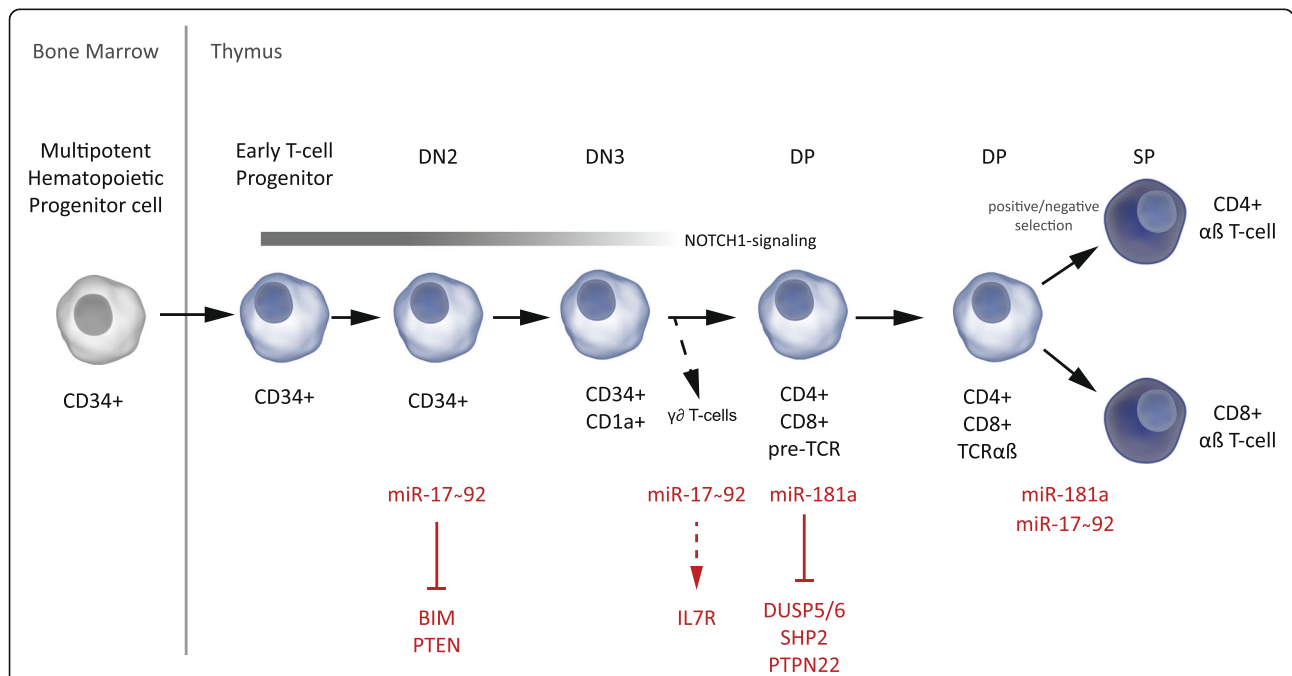 Bone Marrow
Thymus
Multipotent
Hematopoietic
Progenitor cell
Early T-cell
Progenitor
DN2
DN3
DP
DP
SP
positive/negative
selection
CD4+
αß T-cell
NOTCH1-signaling
CD34+
CD34+
CD34+
CD34+
CD1a+
γ∂ T-cells
CD4+
CD8+
pre-TCR
CD4+
CD8+
TCRαß
CD8+
αß T-cell
miR-17~92
miR-17~92
miR-181a
miR-181a
miR-17~92
BIM
PTEN
IL7R
DUSP5/6
SHP2
PTPN22